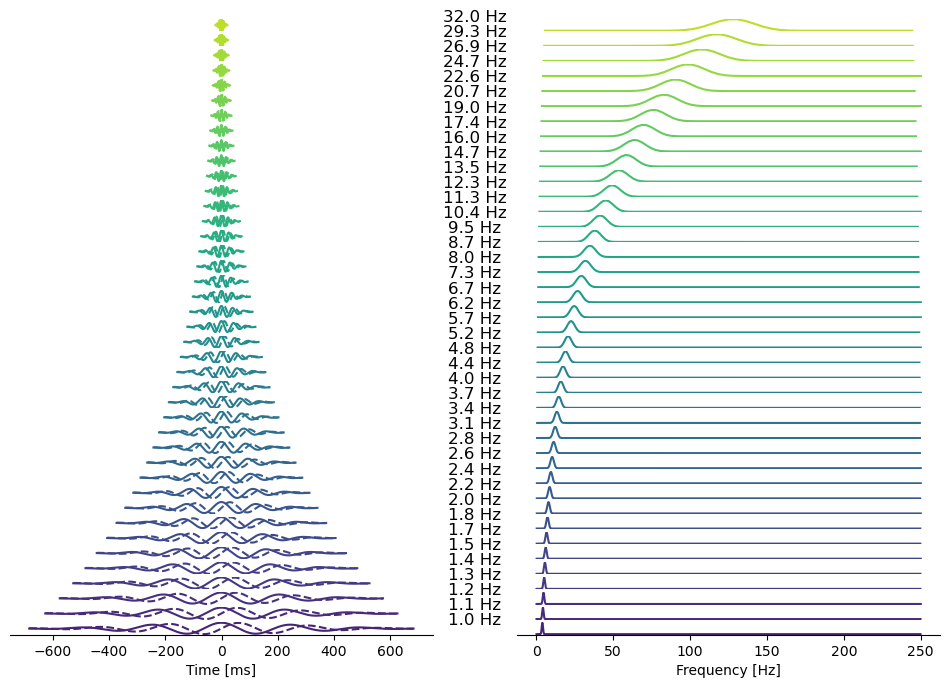 32.0 Hz
29.3 Hz
26.9 Hz
24.7 Hz
22.6 Hz
20.7 Hz
19.0 Hz
17.4 Hz
16.0 Hz
14.7 Hz
13.5 Hz
12.3 Hz
11.3 Hz
10.4 Hz
9.5 Hz
8.7 Hz
8.0 Hz
7.3 Hz
6.7 Hz
6.2 Hz
5.7 Hz
5.2 Hz
4.8 Hz
4.4 Hz
4.0 Hz
3.7 Hz
3.4 Hz
3.1 Hz
2.8 Hz
2.6 Hz
2.4 Hz
2.2 Hz
2.0 Hz
1.8 Hz
1.7 Hz
1.5 Hz
1.4 Hz
1.3 Hz
1.2 Hz
1.1 Hz
1.0 Hz
−600 −400 −200 0 200 400 600
Time [ms]
0 50 100 150 200 250
Frequency [Hz]